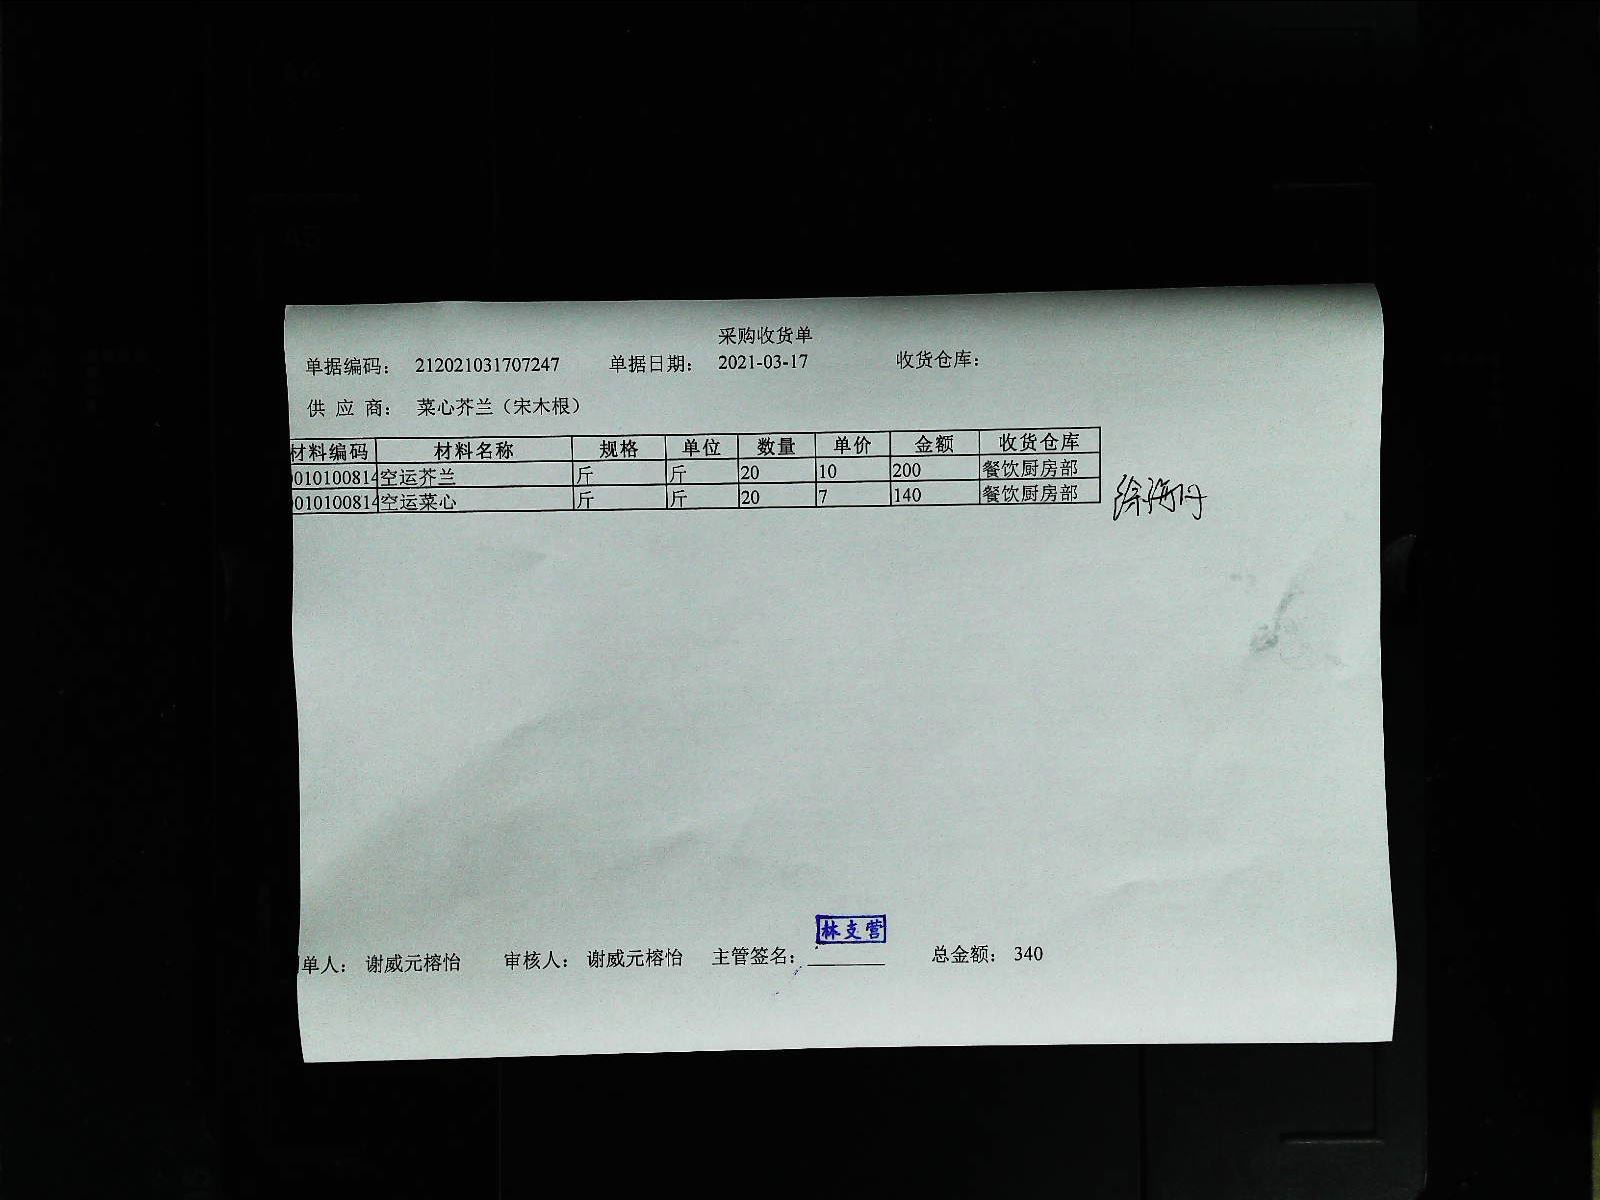 采购收货单
单据编码： 212021031707247 单据日期： 2021-03-17 收货仓库：
供 应 商： 菜心芥兰（宋木根）
材料编码 材料名称 规格 单位 数量 单价 金额 收货仓库
0010100814 空运芥兰 斤 斤 20 10 200 餐饮厨房部
0010100814 空运菜心 斤 斤 20 7 140 餐饮厨房部
徐海丹
林支营
单人： 谢威元榕怡 审核人： 谢威元榕怡 主管签名： 总金额： 340